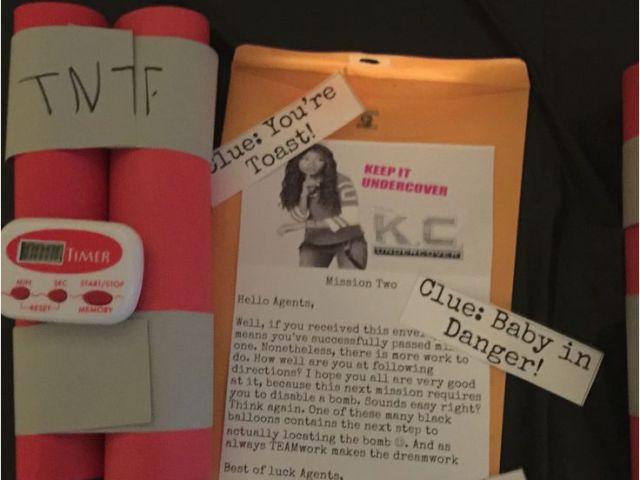 TNT
TIMER
MIN
SEC
START/STOP
RESET
MEMORY
Clue: You're
Toast!
KEEP IT
UNDERCOVER
K.C.
UNDERCOVER
Mission Two
Clue: Baby in
Danger!
Hello Agents,
Well, if you received this
means you've successfully passed
one. Nonetheless, there is more work to
do. How well are you at following
directions? I hope you all are very good
at it, because this next mission requires
you to disable a bomb. Sounds easy right?
Think again. One of these many black
balloons contains the next step to
actually locating the bomb ☺. And as
always TEAMwork makes the dreamwork
Best of luck Agents,